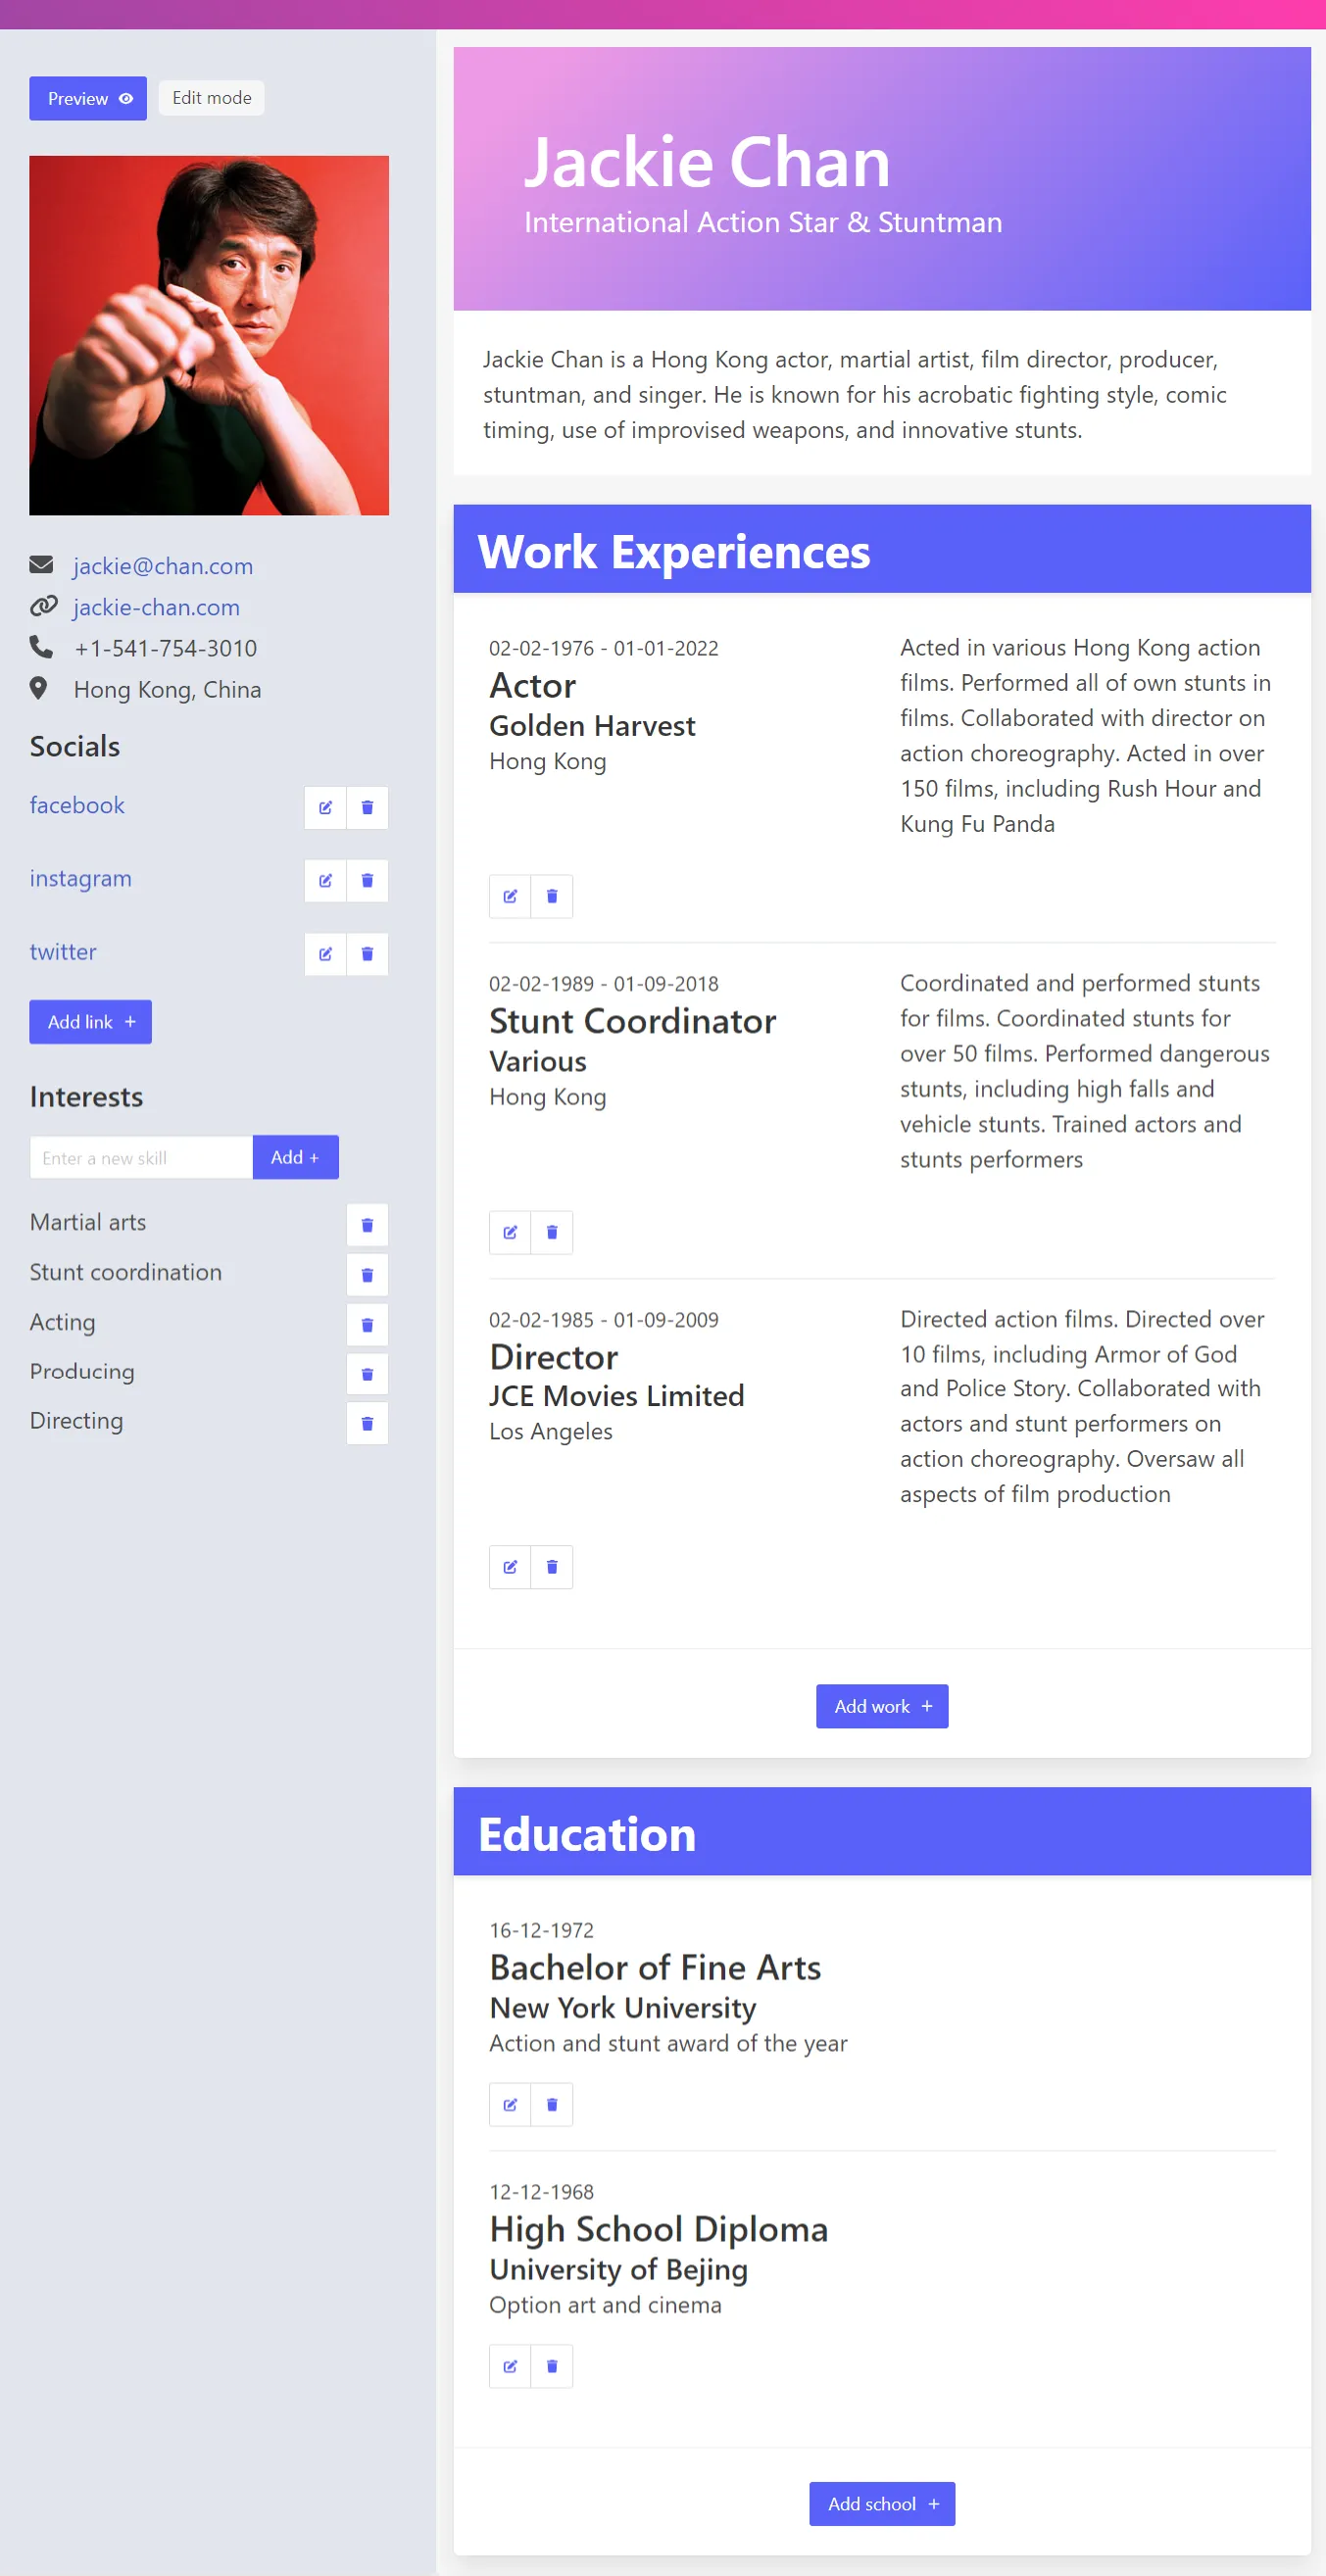 Preview
Edit mode
jackie@chan.com
jackie-chan.com
+1-541-754-3010
Hong Kong, China
Socials
facebook
instagram
twitter
Add link +
Interests
Enter a new skill
Add +
Martial arts
Stunt coordination
Acting
Producing
Directing
Jackie Chan
International Action Star & Stuntman
Jackie Chan is a Hong Kong actor, martial artist, film director, producer,
stuntman, and singer. He is known for his acrobatic fighting style, comic
timing, use of improvised weapons, and innovative stunts.
Work Experiences
02-02-1976 - 01-01-2022
Actor
Golden Harvest
Hong Kong
Acted in various Hong Kong action
films. Performed all of own stunts in
films. Collaborated with director on
action choreography. Acted in over
150 films, including Rush Hour and
Kung Fu Panda
02-02-1989 - 01-09-2018
Stunt Coordinator
Various
Hong Kong
Coordinated and performed stunts
for films. Coordinated stunts for
over 50 films. Performed dangerous
stunts, including high falls and
vehicle stunts. Trained actors and
stunts performers
02-02-1985 - 01-09-2009
Director
JCE Movies Limited
Los Angeles
Directed action films. Directed over
10 films, including Armor of God
and Police Story. Collaborated with
actors and stunt performers on
action choreography. Oversaw all
aspects of film production
Add work +
Education
16-12-1972
Bachelor of Fine Arts
New York University
Action and stunt award of the year
12-12-1968
High School Diploma
University of Bejing
Option art and cinema
Add school +